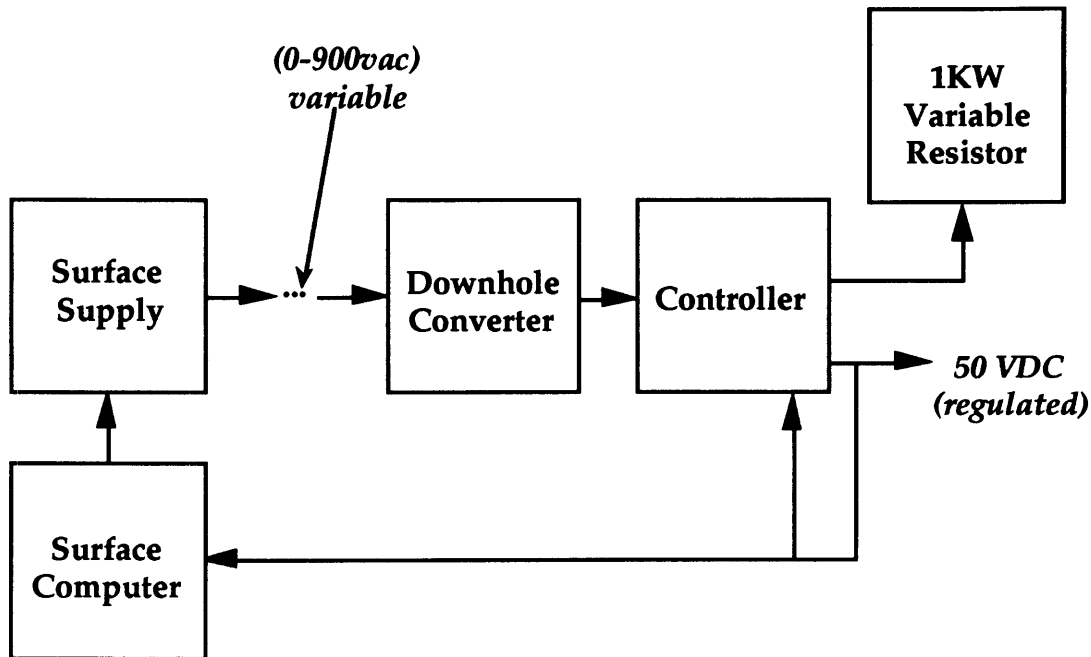 (0-900vac)
variable
1KW
Variable
Resistor
Surface
Supply
...
Downhole
Converter
Controller
50 VDC
(regulated)
Surface
Computer